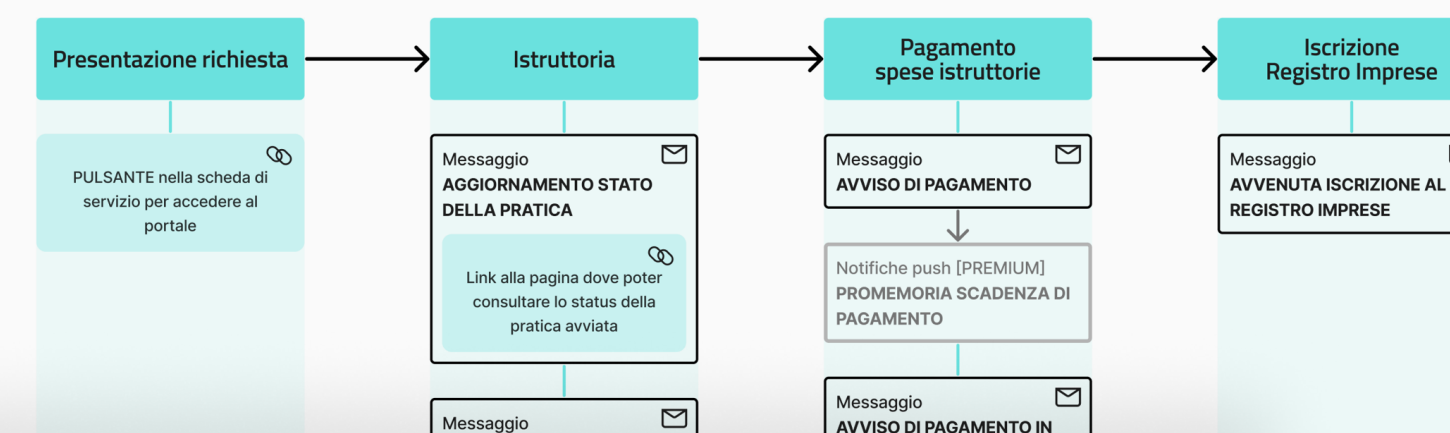 Presentazione richiesta
PULSANTE nella scheda di
servizio per accedere al
portale
Istruttoria
Messaggio
AGGIORNAMENTO STATO
DELLA PRATICA
Link alla pagina dove poter
consultare lo status della
pratica avviata
Messaggio
Pagamento
spese istruttorie
Messaggio
AVVISO DI PAGAMENTO
Notifiche push [PREMIUM]
PROMEMORIA SCADENZA DI
PAGAMENTO
Messaggio
AVVISO DI PAGAMENTO IN
Iscrizione
Registro Imprese
Messaggio
AVVENUTA ISCRIZIONE AL
REGISTRO IMPRESE